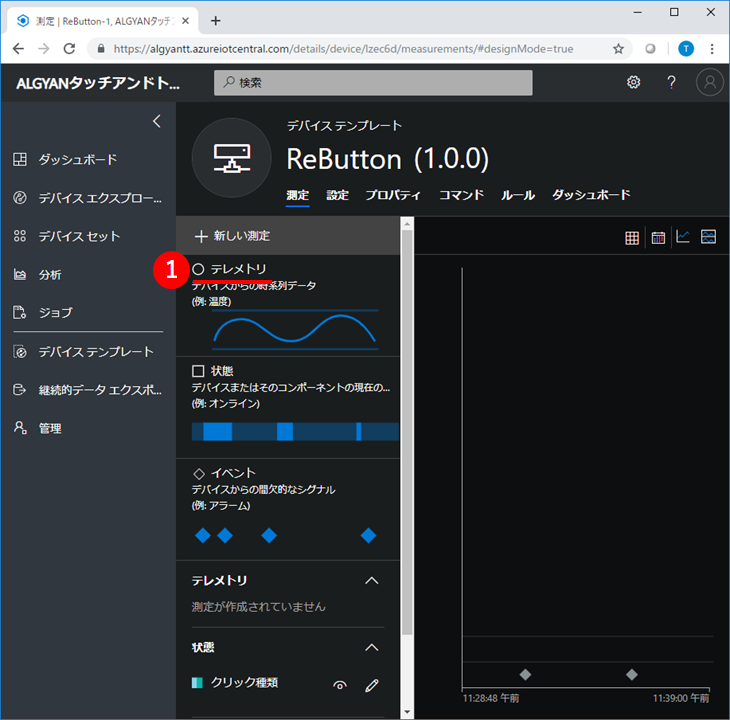 測定 | ReButton-1, ALGYANタッチ
https://algyantt.azureiotcentral.com/details/device/lzec6d/measurements/#designMode=true
T
ALGYANタッチアンドト...
検索
?
デバイス テンプレート
ReButton (1.0.0)
測定 設定 プロパティ コマンド ルール ダッシュボード
ダッシュボード
デバイス エクスプロー...
デバイス セット
分析
ジョブ
デバイス テンプレート
継続的データ エクスポ...
管理
+ 新しい測定
1
テレメトリ
デバイスからの時系列データ
(例: 温度)
状態
デバイスまたはそのコンポーネントの現在の...
(例: オンライン)
イベント
デバイスからの間欠的なシグナル
(例: アラーム)
テレメトリ
測定が作成されていません
状態
クリック種類
11:28:48 午前
11:39:00 午前